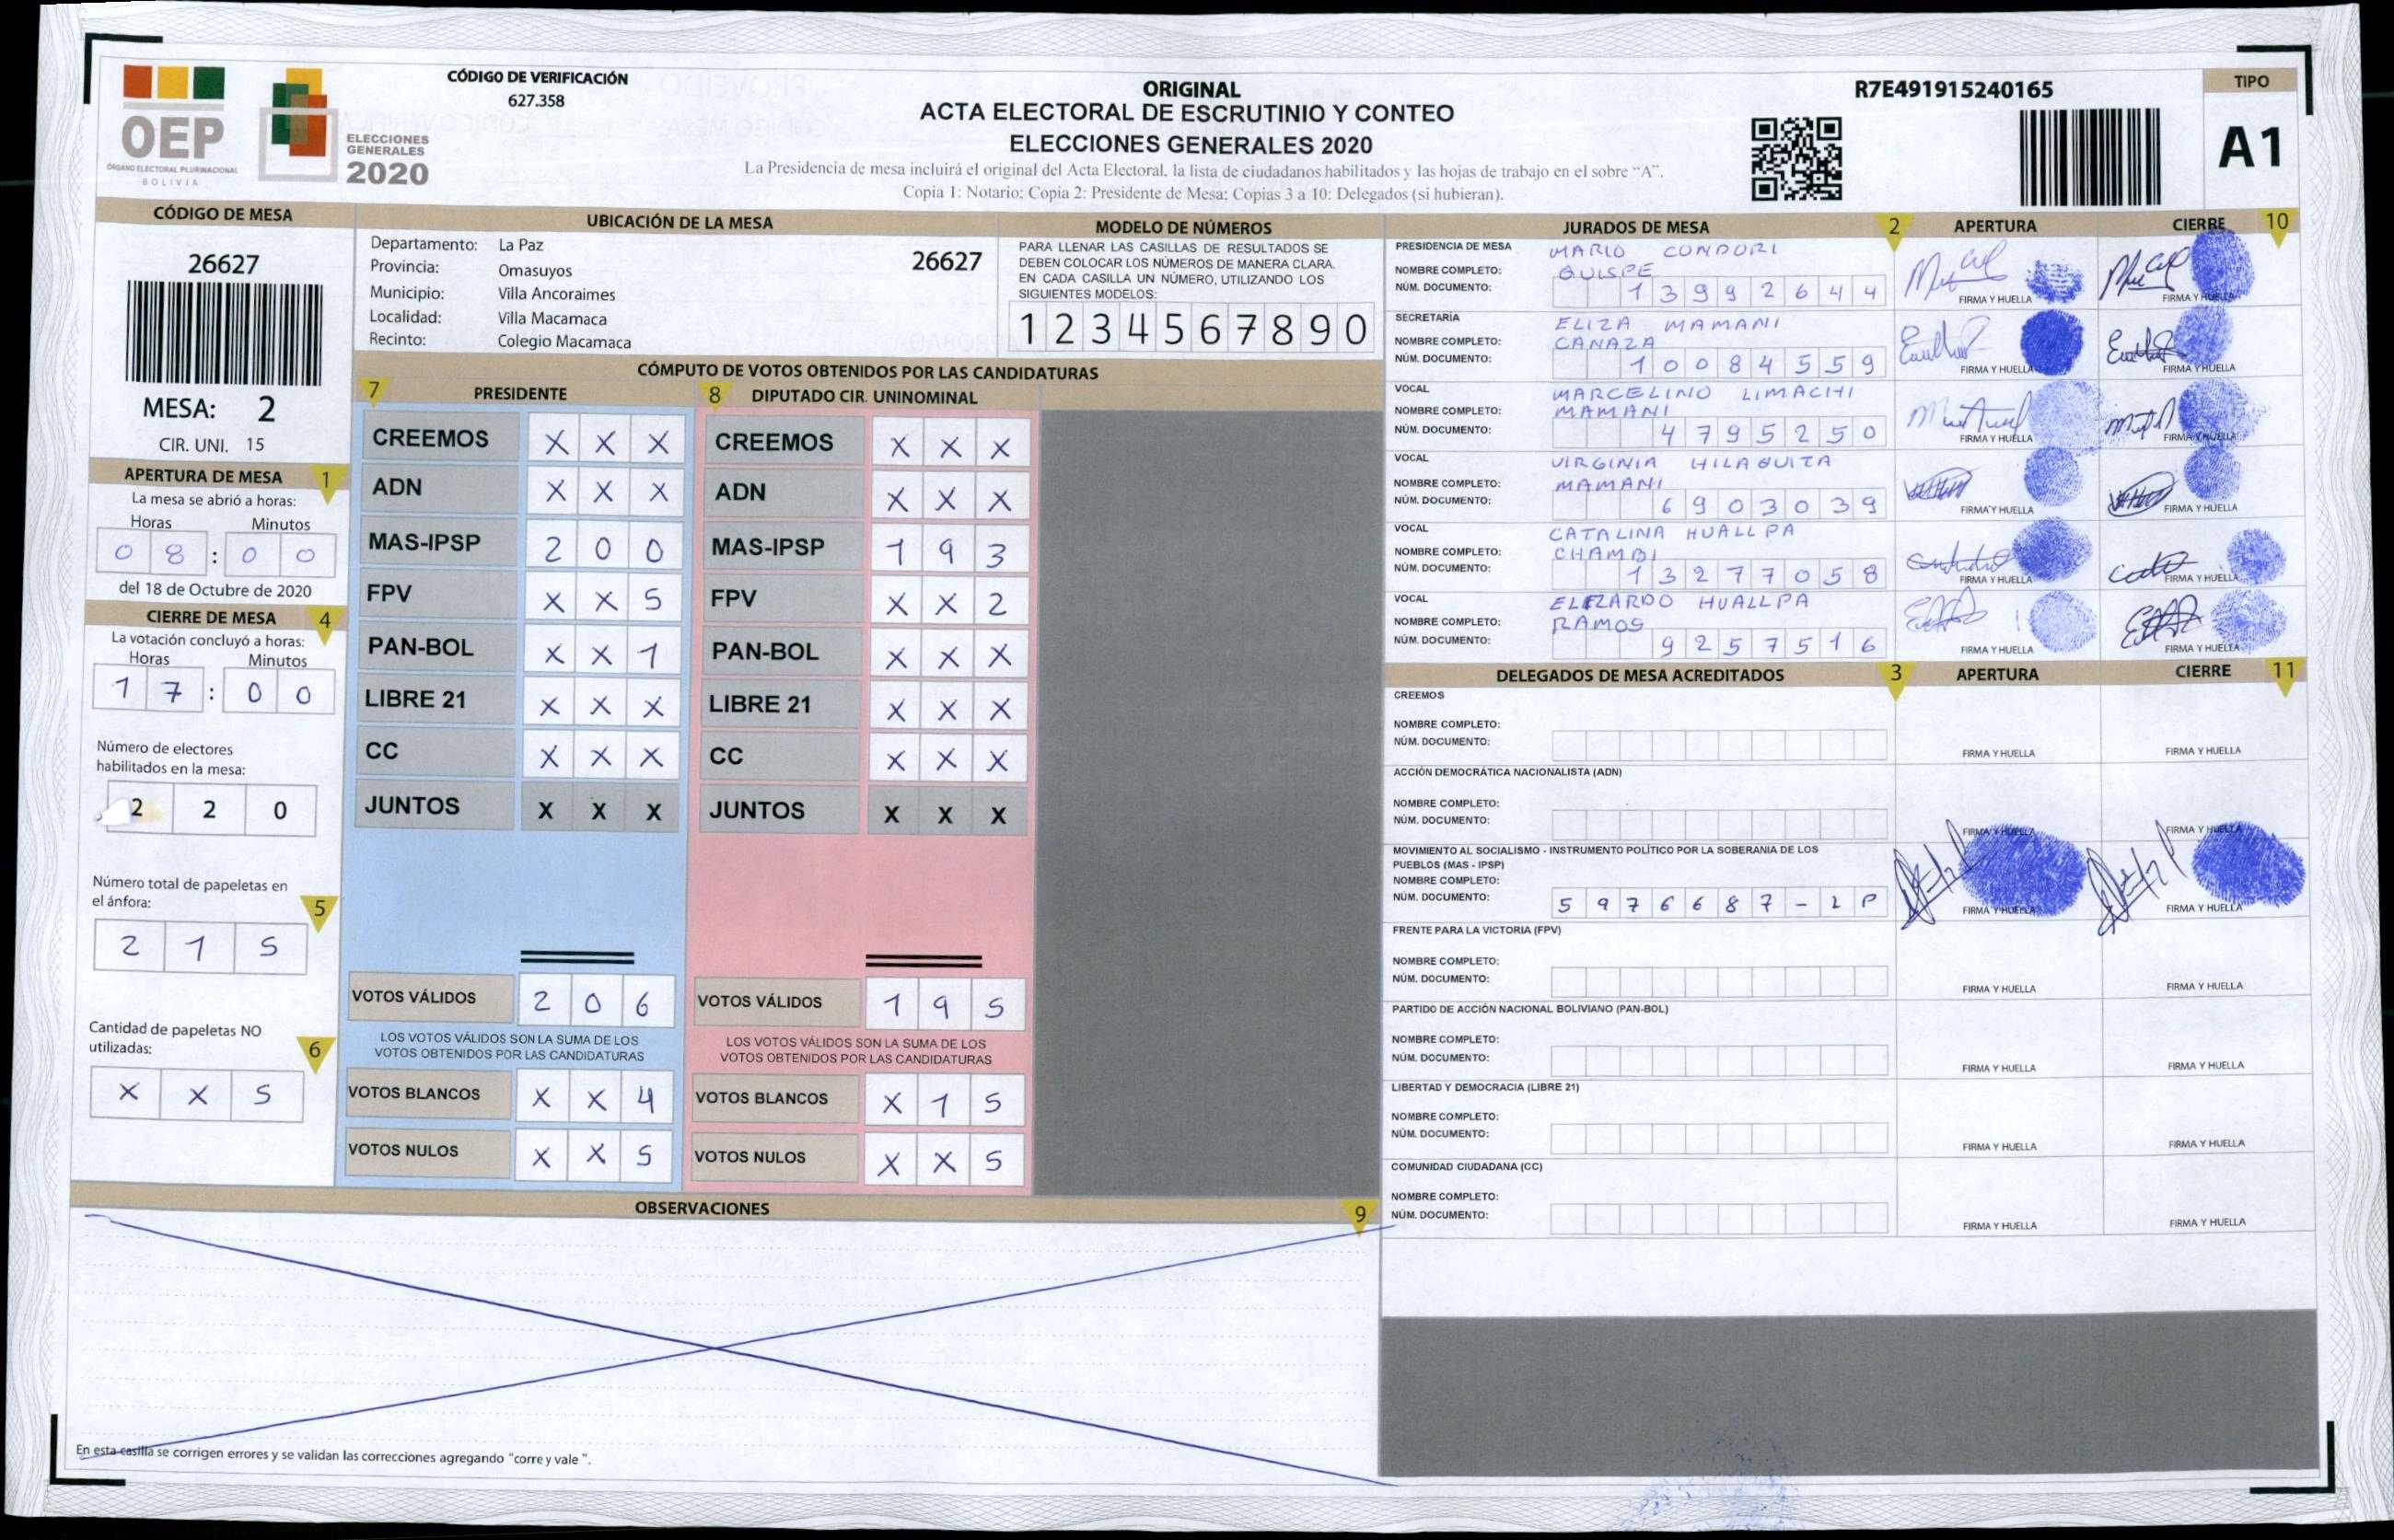 OEP
ÓRGANO ELECTORAL PLURINACIONAL
BOLIVIA
ELECCIONES
GENERALES
2020
CÓDIGO DE VERIFICACIÓN
627.358
ORIGINAL
ACTA ELECTORAL DE ESCRUTINIO Y CONTEO
ELECCIONES GENERALES 2020
La Presidencia de mesa incluirá el original del Acta Electoral, la lista de ciudadanos habilitados y las hojas de trabajo en el sobre “A”.
Copia 1: Notario; Copia 2: Presidente de Mesa; Copias 3 a 10: Delegados (si hubieran).
R7E491915240165
TIPO
A1
CÓDIGO DE MESA
26627
MESA: 2
CIR. UNI. 15
APERTURA DE MESA 1
La mesa se abrió a horas:
Horas Minutos
0 8 : 0 0
del 18 de Octubre de 2020
CIERRE DE MESA 4
La votación concluyó a horas:
Horas Minutos
1 7 : 0 0
Número de electores
habilitados en la mesa:
2 2 0
Número total de papeletas en
el ánfora: 5
2 1 5
Cantidad de papeletas NO
utilizadas: 6
X X 5
UBICACIÓN DE LA MESA
Departamento: La Paz
26627
Provincia: Omasuyos
Municipio: Villa Ancoraimes
Localidad: Villa Macamaca
Recinto: Colegio Macamaca
MODELO DE NÚMEROS
PARA LLENAR LAS CASILLAS DE RESULTADOS SE
DEBEN COLOCAR LOS NÚMEROS DE MANERA CLARA.
EN CADA CASILLA UN NÚMERO, UTILIZANDO LOS
SIGUIENTES MODELOS:
1 2 3 4 5 6 7 8 9 0
CÓMPUTO DE VOTOS OBTENIDOS POR LAS CANDIDATURAS
7 PRESIDENTE
CREEMOS X X X
ADN X X X
MAS-IPSP 2 0 0
FPV X X 5
PAN-BOL X X 1
LIBRE 21 X X X
CC X X X
JUNTOS X X X
VOTOS VÁLIDOS 2 0 6
LOS VOTOS VÁLIDOS SON LA SUMA DE LOS
VOTOS OBTENIDOS POR LAS CANDIDATURAS
VOTOS BLANCOS X X 4
VOTOS NULOS X X 5
8 DIPUTADO CIR. UNINOMINAL
CREEMOS X X X
ADN X X X
MAS-IPSP 1 9 3
FPV X X 2
PAN-BOL X X X
LIBRE 21 X X X
CC X X X
JUNTOS X X X
VOTOS VÁLIDOS 1 9 5
LOS VOTOS VÁLIDOS SON LA SUMA DE LOS
VOTOS OBTENIDOS POR LAS CANDIDATURAS
VOTOS BLANCOS X 1 5
VOTOS NULOS X X 5
OBSERVACIONES 9
En esta casilla se corrigen errores y se validan las correcciones agregando “corre y vale ”.
JURADOS DE MESA 2 APERTURA CIERRE 10
PRESIDENCIA DE MESA MARIO CONDORI
NOMBRE COMPLETO: QUISPE
NÚM. DOCUMENTO: 1 3 9 9 2 6 4 4 FIRMA Y HUELLA FIRMA Y HUELLA
SECRETARÍA ELIZA MAMANI
NOMBRE COMPLETO: CANAZA
NÚM. DOCUMENTO: 1 0 0 8 4 5 5 9 FIRMA Y HUELLA FIRMA Y HUELLA
VOCAL MARCELINO LIMACHI
NOMBRE COMPLETO: MAMANI
NÚM. DOCUMENTO: 4 7 9 5 2 5 0 FIRMA Y HUELLA FIRMA Y HUELLA
VOCAL VIRGINIA HILAQUITA
NOMBRE COMPLETO: MAMANI
NÚM. DOCUMENTO: 6 9 0 3 0 3 9 FIRMA Y HUELLA FIRMA Y HUELLA
VOCAL CATALINA HUALLPA
NOMBRE COMPLETO: CHAMBI
NÚM. DOCUMENTO: 1 3 2 7 7 0 5 8 FIRMA Y HUELLA FIRMA Y HUELLA
VOCAL HUALLPA
NOMBRE COMPLETO: RAMOS
NÚM. DOCUMENTO: 9 2 5 7 5 1 6 FIRMA Y HUELLA FIRMA Y HUELLA
DELEGADOS DE MESA ACREDITADOS 3 APERTURA CIERRE 11
CREEMOS
NOMBRE COMPLETO:
NÚM. DOCUMENTO: FIRMA Y HUELLA FIRMA Y HUELLA
ACCIÓN DEMOCRÁTICA NACIONALISTA (ADN)
NOMBRE COMPLETO:
NÚM. DOCUMENTO: FIRMA Y HUELLA FIRMA Y HUELLA
MOVIMIENTO AL SOCIALISMO - INSTRUMENTO POLÍTICO POR LA SOBERANIA DE LOS
PUEBLOS (MAS - IPSP)
NOMBRE COMPLETO:
NÚM. DOCUMENTO: 5 9 7 6 6 8 7 - L P FIRMA Y HUELLA FIRMA Y HUELLA
FRENTE PARA LA VICTORIA (FPV)
NOMBRE COMPLETO:
NÚM. DOCUMENTO: FIRMA Y HUELLA FIRMA Y HUELLA
PARTIDO DE ACCIÓN NACIONAL BOLIVIANO (PAN-BOL)
NOMBRE COMPLETO:
NÚM. DOCUMENTO: FIRMA Y HUELLA FIRMA Y HUELLA
LIBERTAD Y DEMOCRACIA (LIBRE 21)
NOMBRE COMPLETO:
NÚM. DOCUMENTO: FIRMA Y HUELLA FIRMA Y HUELLA
COMUNIDAD CIUDADANA (CC)
NOMBRE COMPLETO:
NÚM. DOCUMENTO: FIRMA Y HUELLA FIRMA Y HUELLA